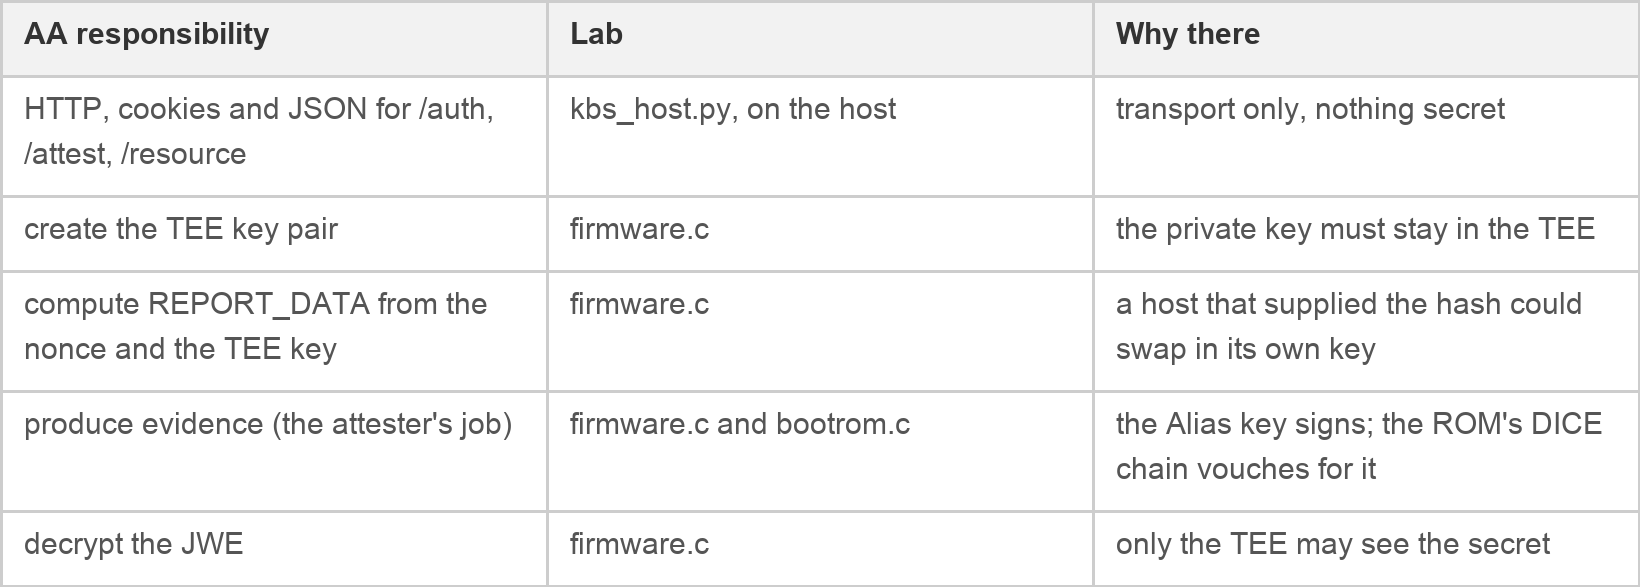 AA responsibility
Lab
Why there
HTTP, cookies and JSON for /auth,
/attest, /resource
kbs_host.py, on the host
transport only, nothing secret
create the TEE key pair
firmware.c
the private key must stay in the TEE
compute REPORT_DATA from the
nonce and the TEE key
firmware.c
a host that supplied the hash could
swap in its own key
produce evidence (the attester's job)
firmware.c and bootrom.c
the Alias key signs; the ROM's DICE
chain vouches for it
decrypt the JWE
firmware.c
only the TEE may see the secret